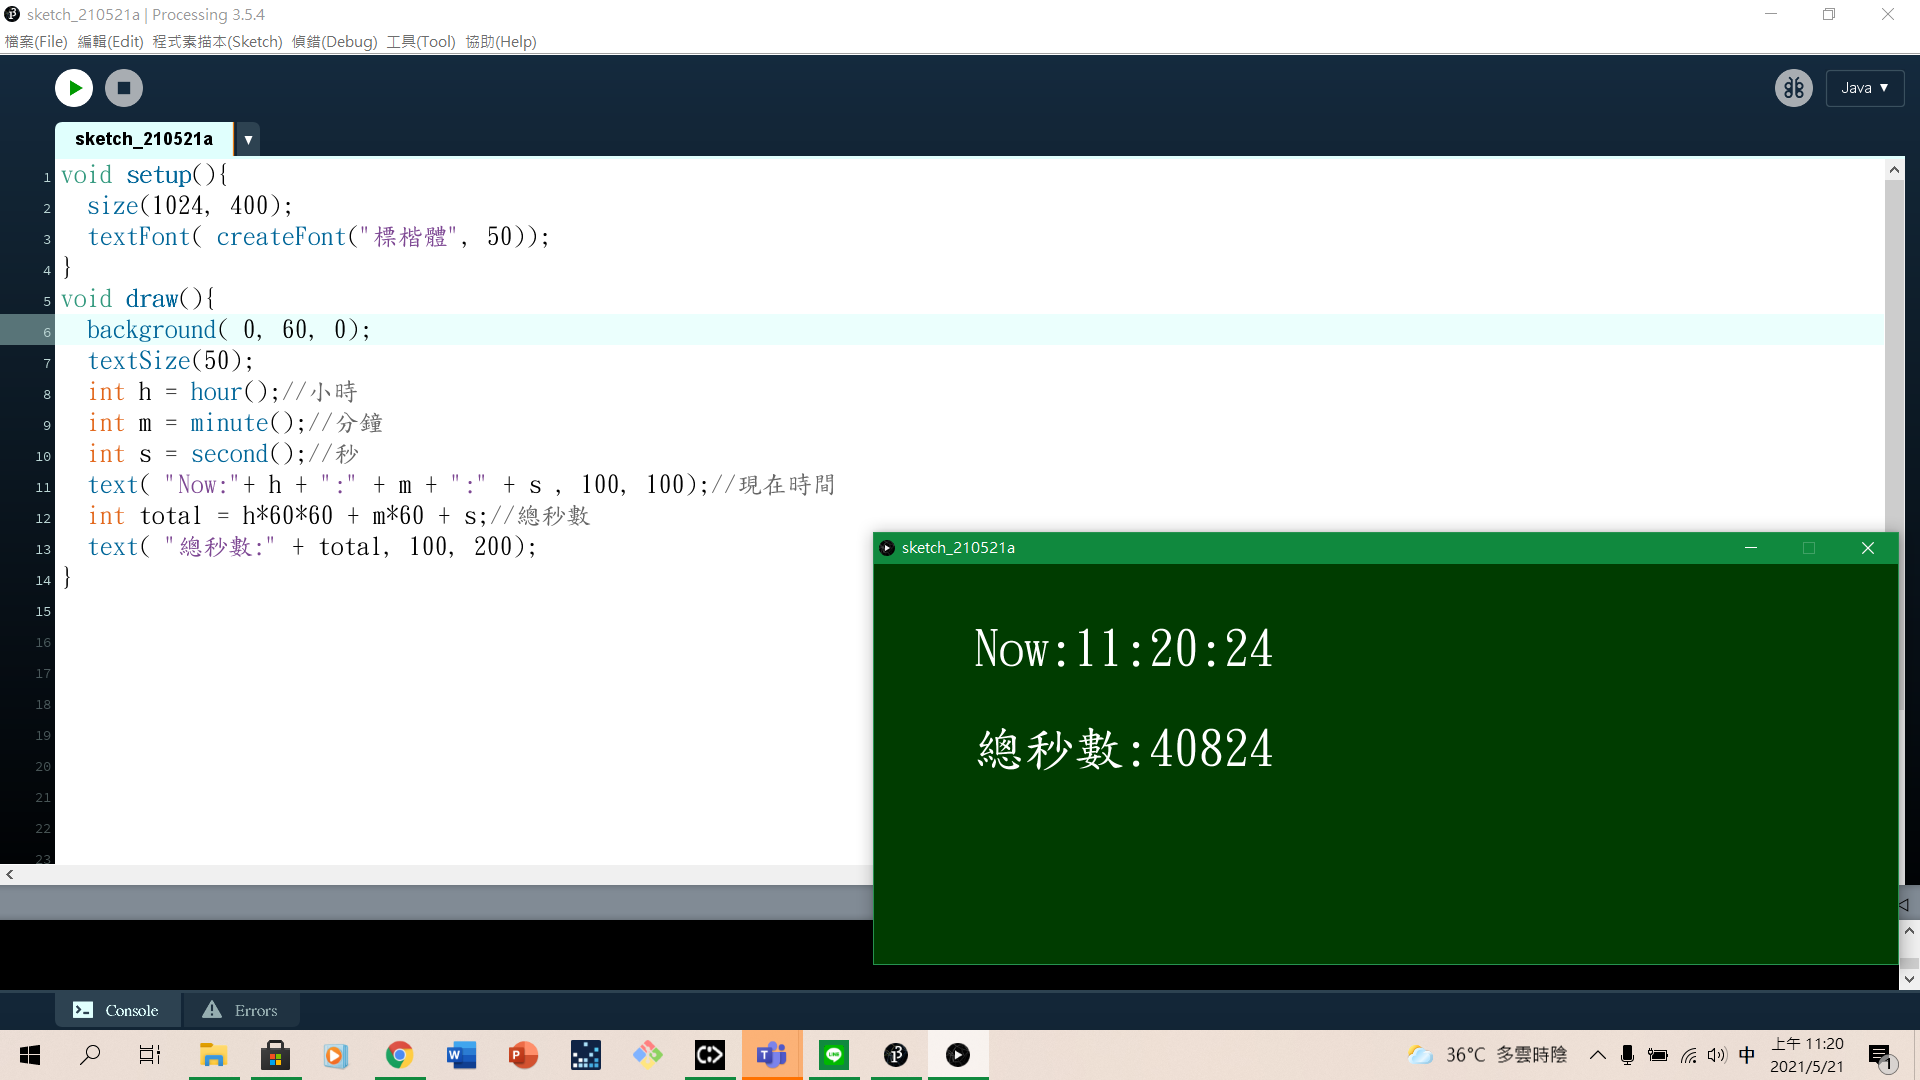 sketch_210521a | Processing 3.5.4
檔案(File) 編輯(Edit) 程式素描本(Sketch) 偵錯(Debug) 工具(Tool) 協助(Help)
Java ▼
sketch_210521a ▼
1 void setup(){
2 size(1024, 400);
3 textFont( createFont("標楷體", 50));
4 }
5 void draw(){
6 background( 0, 60, 0);
7 textSize(50);
8 int h = hour();//小時
9 int m = minute();//分鐘
10 int s = second();//秒
11 text( "Now:"+ h + ":" + m + ":" + s , 100, 100);//現在時間
12 int total = h*60*60 + m*60 + s;//總秒數
13 text( "總秒數:" + total, 100, 200);
14 }
15
16
17
18
19
20
21
22
23
sketch_210521a
Now:11:20:24
總秒數:40824
Console
Errors
36°C 多雲時陰
中
上午 11:20
2021/5/21
1